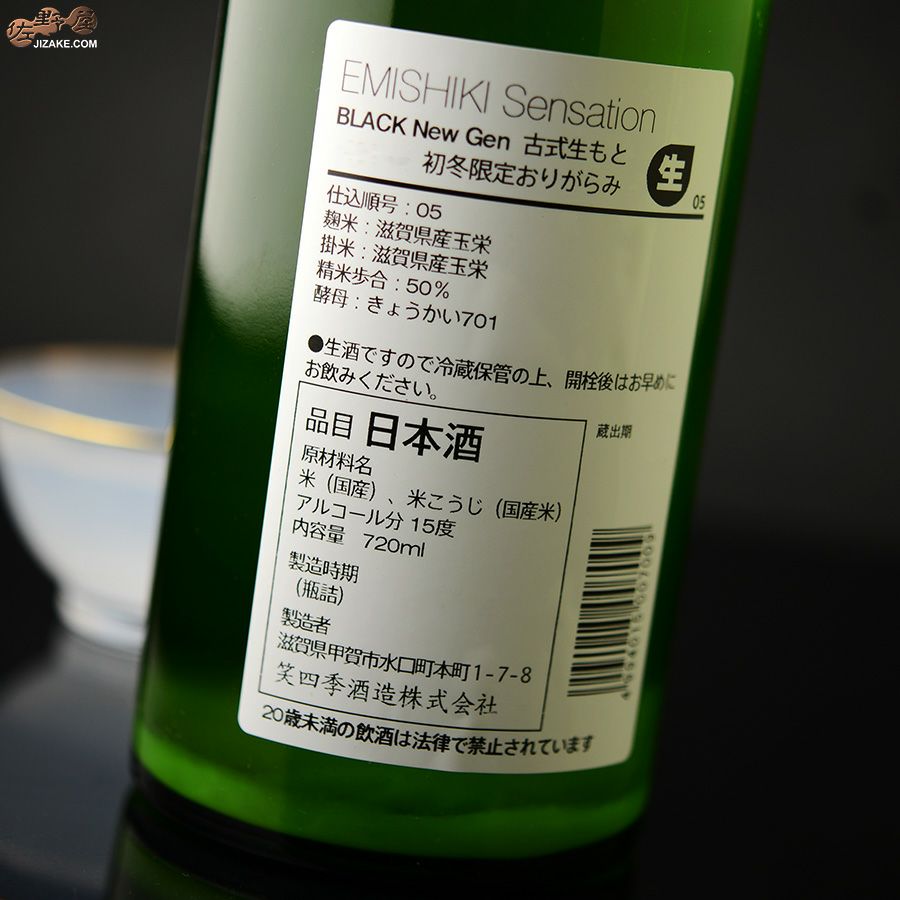 佐野屋
JIZAKE.COM
EMISHIKI Sensation
BLACK New Gen 古式生もと
初冬限定おりがらみ
生
05
仕込順号：05
麹米：滋賀県産玉栄
掛米：滋賀県産玉栄
精米歩合：50%
酵母：きょうかい701
●生酒ですので冷蔵保管の上、開栓後はお早めに
お飲みください。
品目 日本酒
蔵出期
原材料名
米（国産）、米こうじ（国産米）
アルコール分 15度
内容量 720ml
製造時期
（瓶詰）
製造者
滋賀県甲賀市水口町本町1-7-8
笑四季酒造株式会社
20歳未満の飲酒は法律で禁止されています